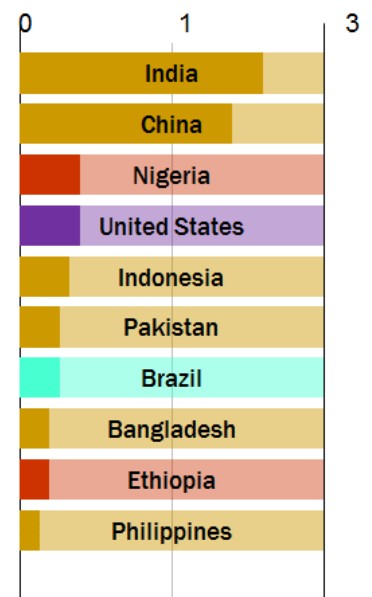 0 1 3
India
China
Nigeria
United States
Indonesia
Pakistan
Brazil
Bangladesh
Ethiopia
Philippines